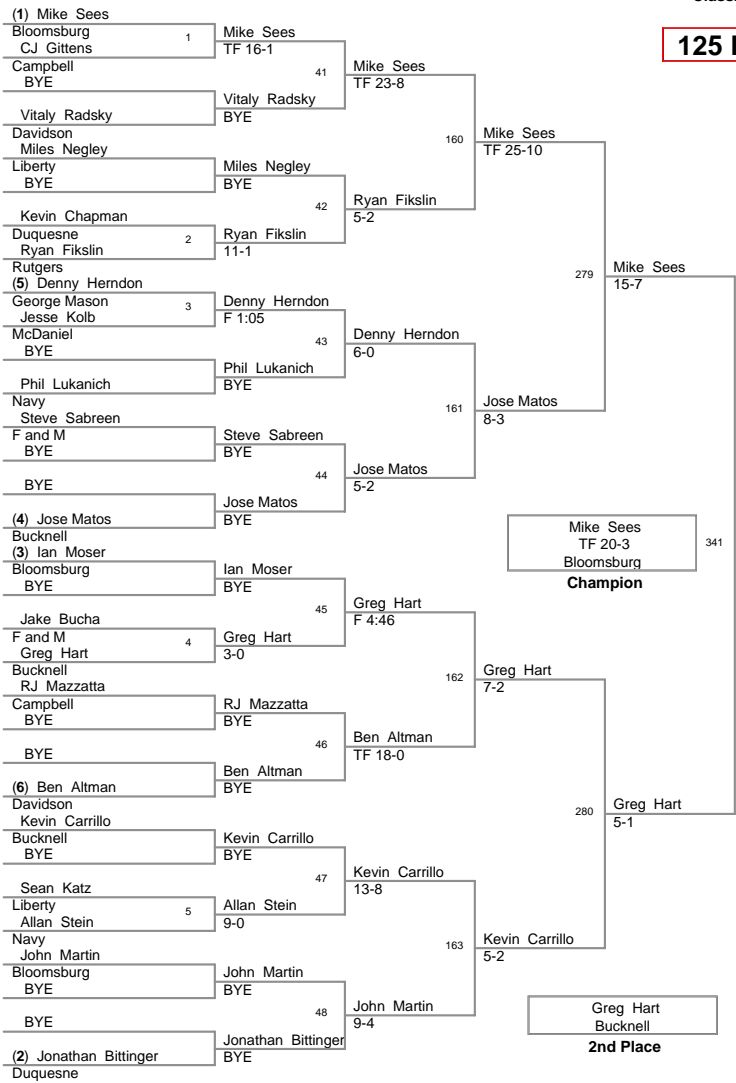 (1) Mike Sees
Bloomsburg
CJ Gittens
Campbell
BYE
Vitaly Radsky
Davidson
Miles Negley
Liberty
BYE
Kevin Chapman
Duquesne
Ryan Fikslin
Rutgers
(5) Denny Herndon
George Mason
Jesse Kolb
McDaniel
BYE
Phil Lukanich
Navy
Steve Sabreen
F and M
BYE
BYE
(4) Jose Matos
Bucknell
(3) Ian Moser
Bloomsburg
BYE
Jake Bucha
F and M
Greg Hart
Bucknell
RJ Mazzatta
Campbell
BYE
BYE
(6) Ben Altman
Davidson
Kevin Carrillo
Bucknell
BYE
Sean Katz
Liberty
Allan Stein
Navy
John Martin
Bloomsburg
BYE
BYE
(2) Jonathan Bittinger
Duquesne
1
2
3
4
5
Mike Sees
TF 16-1
Vitaly Radsky
BYE
Miles Negley
BYE
Ryan Fikslin
11-1
Denny Herndon
F 1:05
Phil Lukanich
BYE
Steve Sabreen
BYE
Jose Matos
BYE
Ian Moser
BYE
Greg Hart
3-0
RJ Mazzatta
BYE
Ben Altman
BYE
Kevin Carrillo
BYE
Allan Stein
9-0
John Martin
BYE
Jonathan Bittinger
BYE
41
42
43
44
45
46
47
48
Mike Sees
TF 23-8
Ryan Fikslin
5-2
Denny Herndon
6-0
Jose Matos
5-2
Greg Hart
F 4:46
Ben Altman
TF 18-0
Kevin Carrillo
13-8
John Martin
9-4
160
161
162
163
Mike Sees
TF 25-10
Jose Matos
8-3
Greg Hart
7-2
Kevin Carrillo
5-2
279
280
Mike Sees
15-7
Greg Hart
5-1
125
Mike Sees
TF 20-3
Bloomsburg
341
Champion
Greg Hart
Bucknell
2nd Place